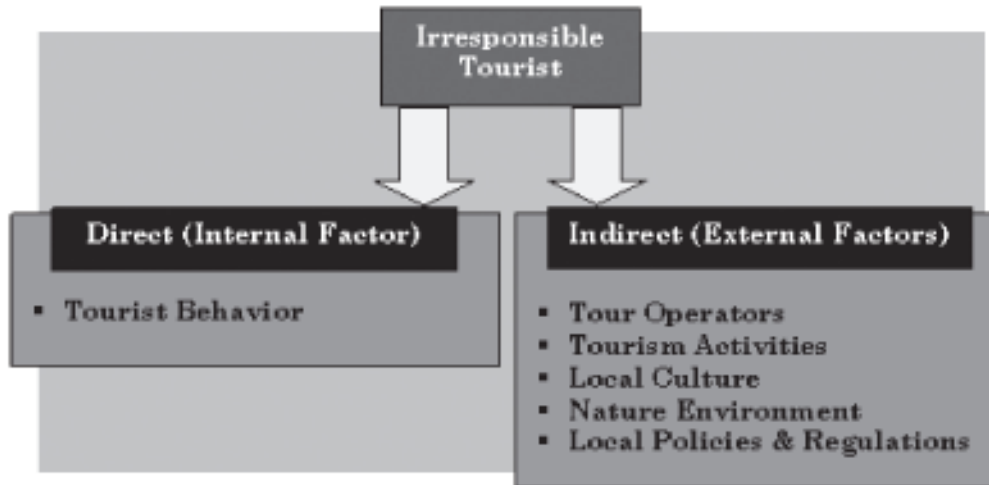 Irresponsible
Tourist
Direct (Internal Factor)
▪ Tourist Behavior
Indirect (External Factors)
▪ Tour Operators
▪ Tourism Activities
▪ Local Culture
▪ Nature Environment
▪ Local Policies & Regulations